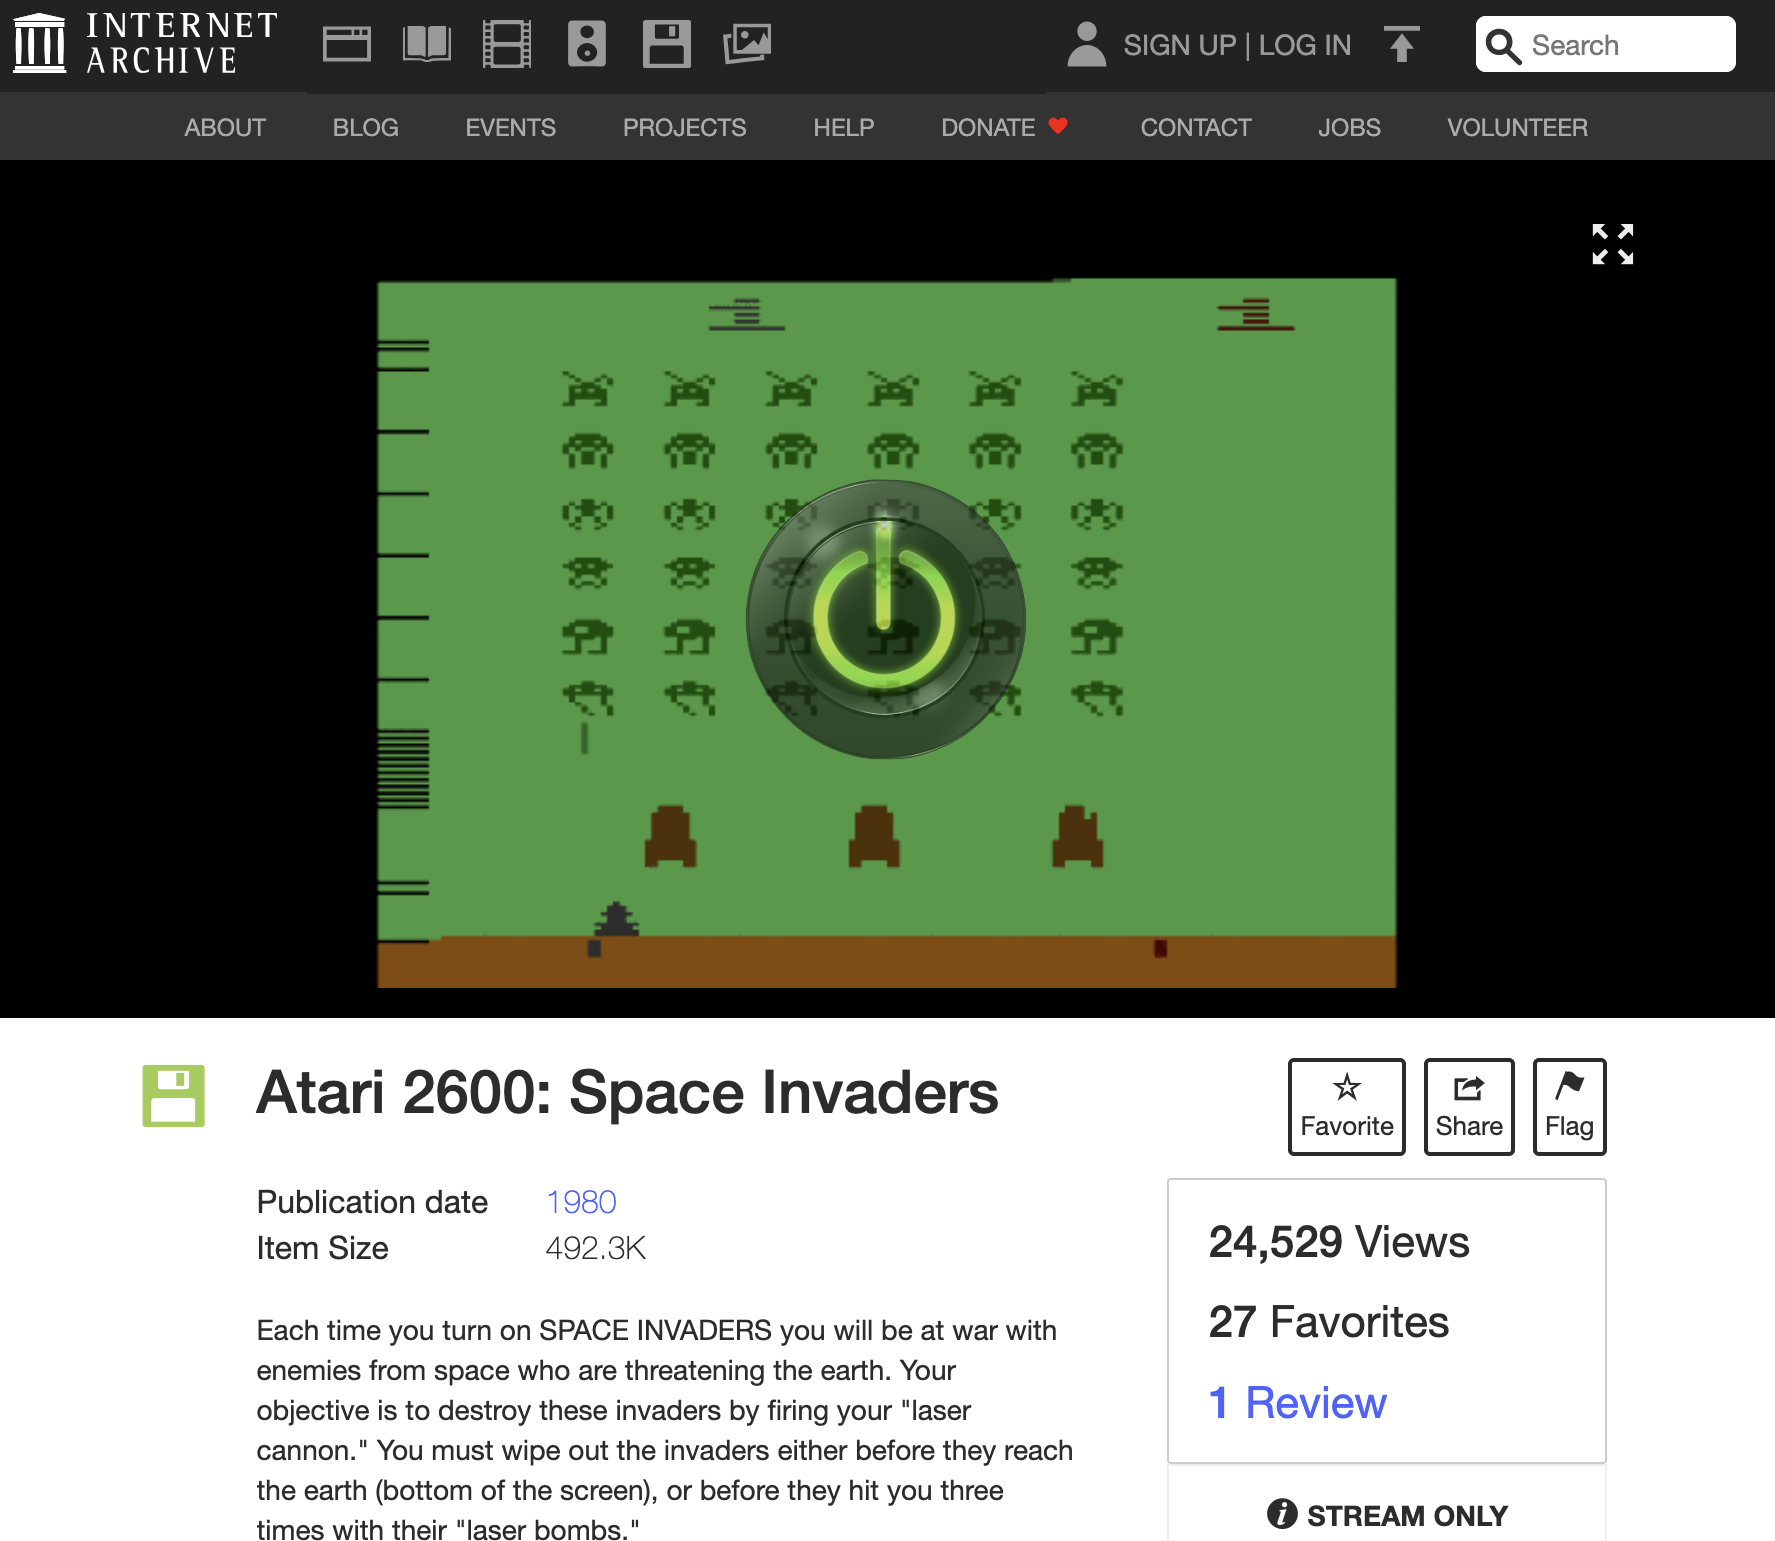 INTERNET
ARCHIVE
SIGN UP | LOG IN
Search
ABOUT BLOG EVENTS PROJECTS HELP DONATE CONTACT JOBS VOLUNTEER
Atari 2600: Space Invaders
Favorite
Share
Flag
Publication date 1980
Item Size 492.3K
24,529 Views
27 Favorites
1 Review
Each time you turn on SPACE INVADERS you will be at war with
enemies from space who are threatening the earth. Your
objective is to destroy these invaders by firing your "laser
cannon." You must wipe out the invaders either before they reach
the earth (bottom of the screen), or before they hit you three
times with their "laser bombs."
STREAM ONLY